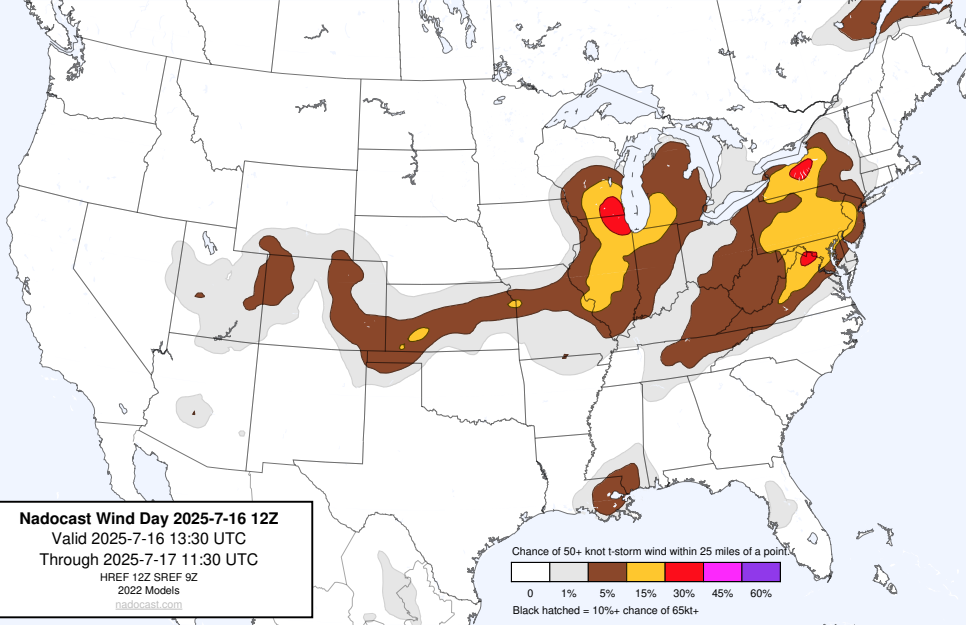 Nadocast Wind Day 2025-7-16 12Z
Valid 2025-7-16 13:30 UTC
Through 2025-7-17 11:30 UTC
HREF 12Z SREF 9Z
2022 Models
nadocast.com
Chance of 50+ knot t-storm wind within 25 miles of a point.
0 1% 5% 15% 30% 45% 60%
Black hatched = 10%+ chance of 65kt+